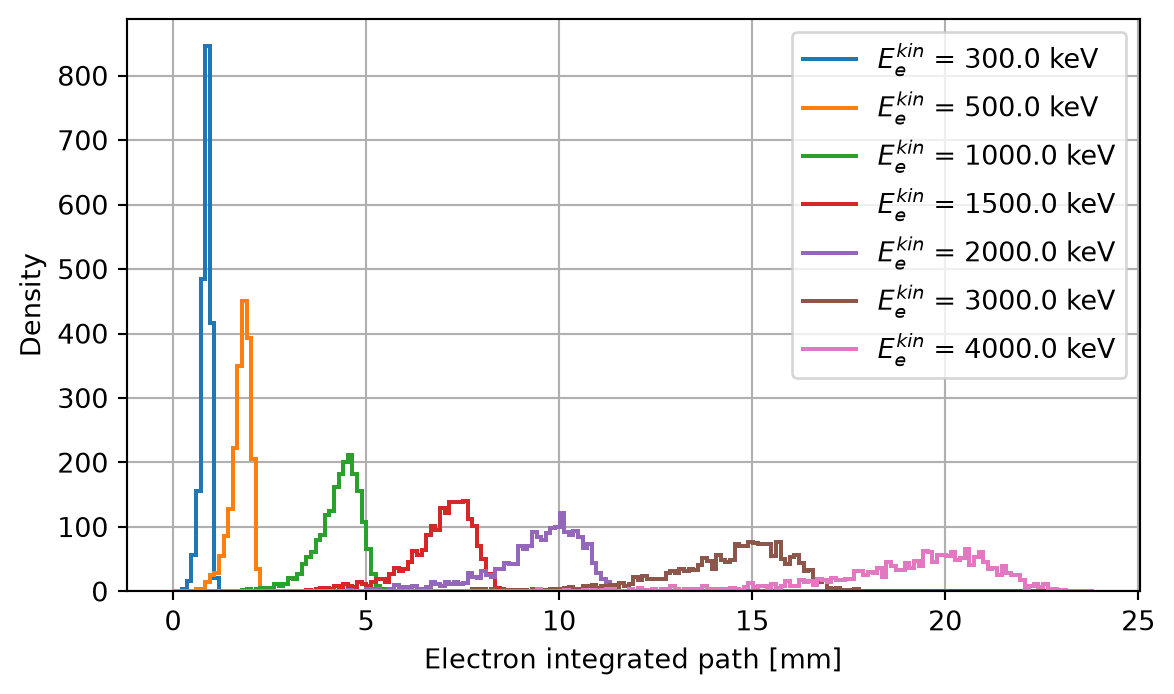 800
700
600
500
400
300
200
100
0
Density
0 5 10 15 20 25
Electron integrated path [mm]
E_e^{kin} = 300.0 keV
E_e^{kin} = 500.0 keV
E_e^{kin} = 1000.0 keV
E_e^{kin} = 1500.0 keV
E_e^{kin} = 2000.0 keV
E_e^{kin} = 3000.0 keV
E_e^{kin} = 4000.0 keV